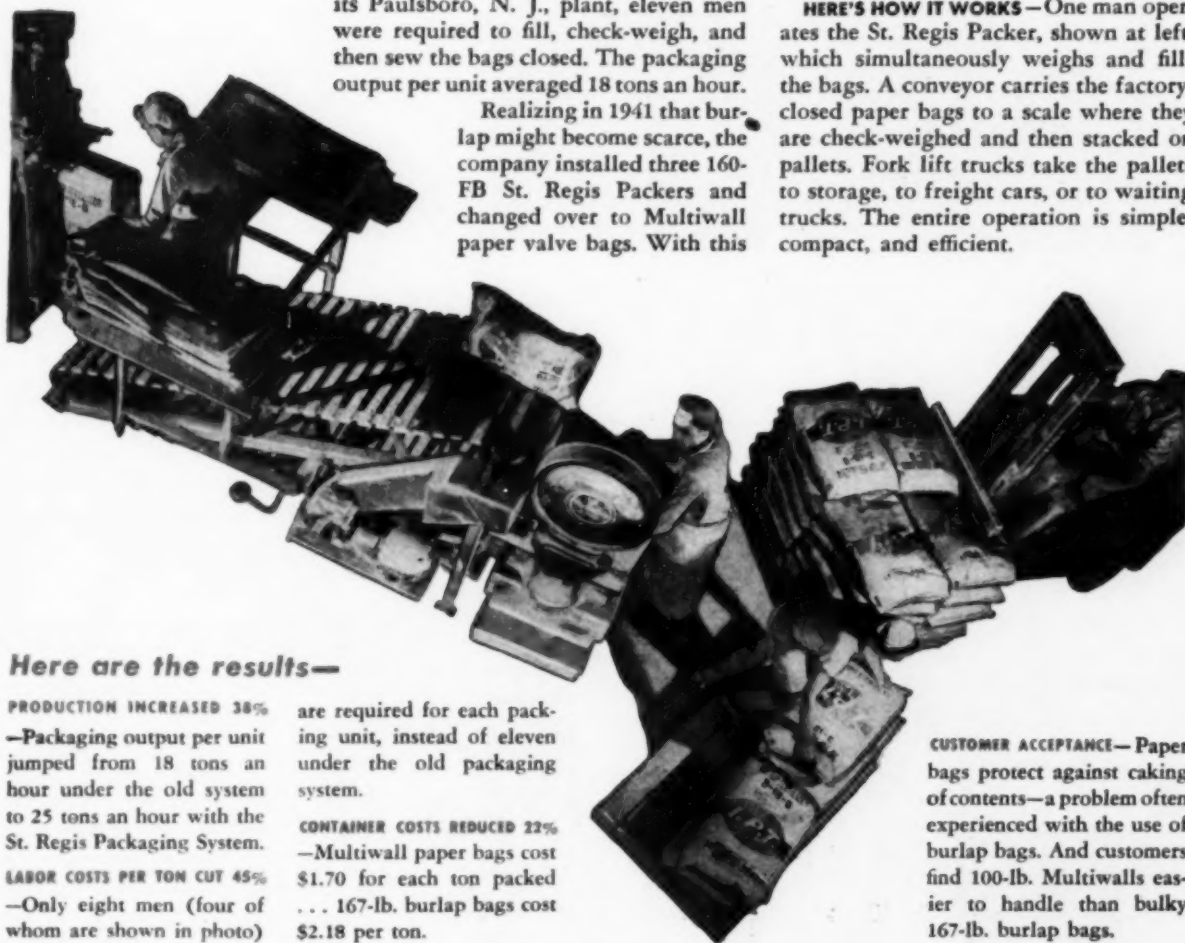 its Paulsboro, N. J., plant, eleven men
were required to fill, check-weigh, and
then sew the bags closed. The packaging
output per unit averaged 18 tons an hour.
Realizing in 1941 that bur-
lap might become scarce, the
company installed three 160-
FB St. Regis Packers and
changed over to Multiwall
paper valve bags. With this
HERE'S HOW IT WORKS—One man oper
ates the St. Regis Packer, shown at left
which simultaneously weighs and fill
the bags. A conveyor carries the factory
closed paper bags to a scale where they
are check-weighed and then stacked on
pallets. Fork lift trucks take the pallet
to storage, to freight cars, or to waiting
trucks. The entire operation is simple
compact, and efficient.
Here are the results—
PRODUCTION INCREASED 38%
—Packaging output per unit
jumped from 18 tons an
hour under the old system
to 25 tons an hour with the
St. Regis Packaging System.
LABOR COSTS PER TON CUT 45%
—Only eight men (four of
whom are shown in photo)
are required for each pack-
ing unit, instead of eleven
under the old packaging
system.
CONTAINER COSTS REDUCED 22%
—Multiwall paper bags cost
$1.70 for each ton packed
... 167-lb. burlap bags cost
$2.18 per ton.
CUSTOMER ACCEPTANCE—Paper
bags protect against caking
of contents—a problem often
experienced with the use of
burlap bags. And customers
find 100-lb. Multiwalls eas-
ier to handle than bulky
167-lb. burlap bags.